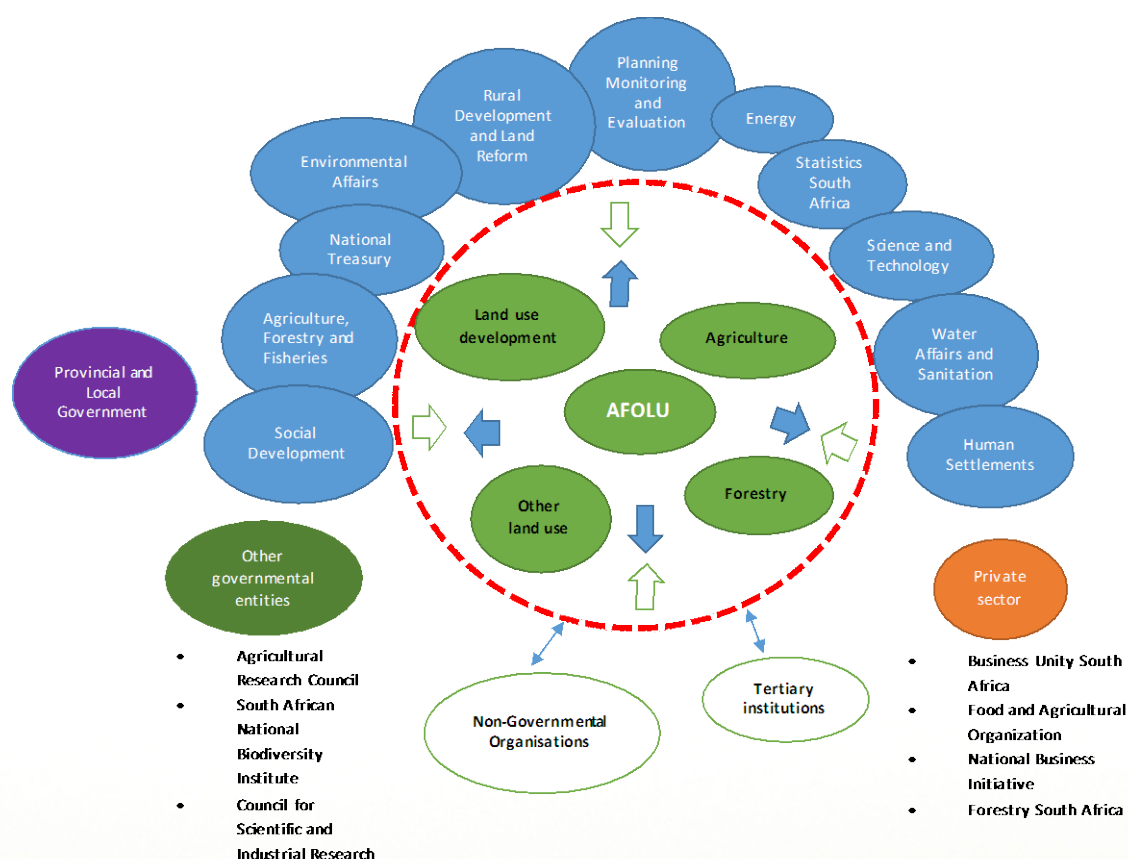 Planning
Monitoring
and
Evaluation
Rural
Development
and Land
Reform
Energy
Environmental
Affairs
Statistics
South
Africa
National
Treasury
Science and
Technology
Agriculture,
Forestry and
Fisheries
Land use
development
Agriculture
Water
Affairs and
Sanitation
Provincial and
Local
Government
AFOLU
Social
Development
Human
Settlements
Forestry
Other
land use
Other
governmental
entities
Private
sector
• Agricultural
Research Council
• South African
National
Biodiversity
Institute
• Council for
Scientific and
Industrial Research
Non-Governmental
Organisations
Tertiary
institutions
• Business Unity South
Africa
• Food and Agricultural
Organization
• National Business
Initiative
• Forestry South Africa